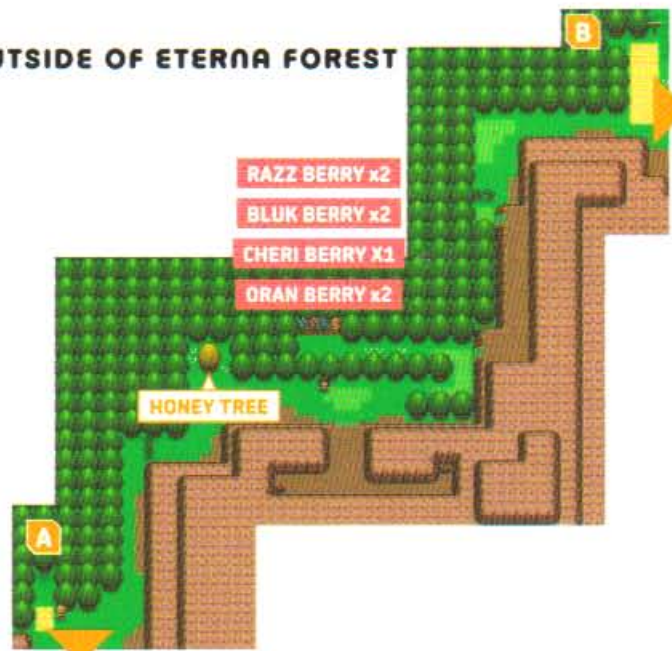 UTSIDE OF ETERNA FOREST
B
RAZZ BERRY x2
BLUK BERRY x2
CHERI BERRY X1
ORAN BERRY x2
HONEY TREE
A